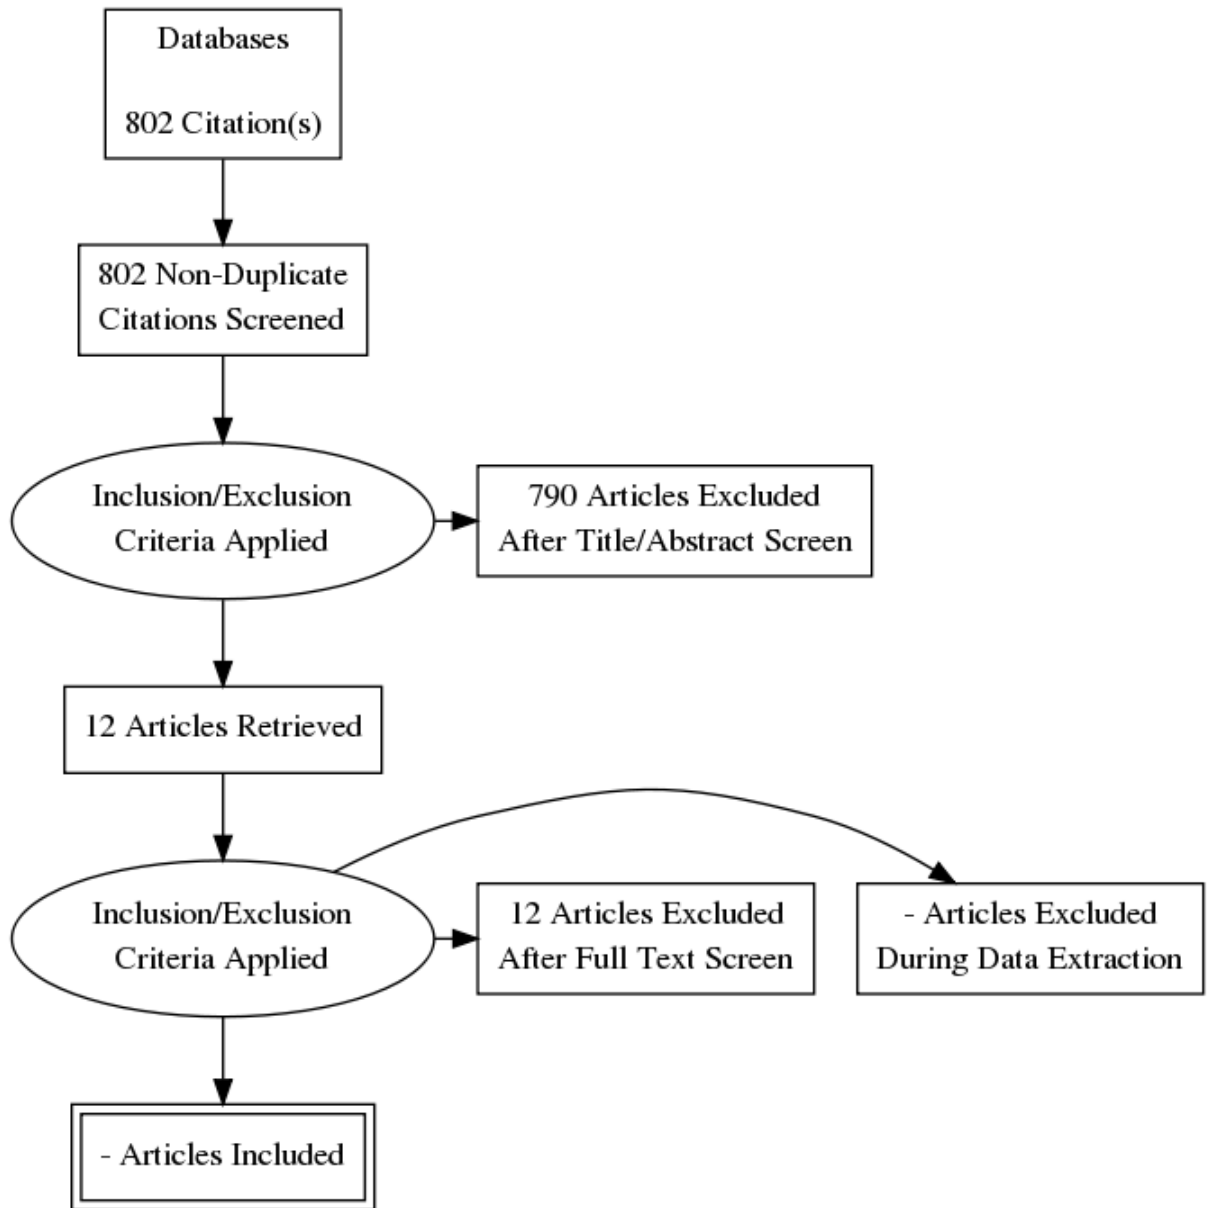 Databases
802 Citation(s)
802 Non-Duplicate
Citations Screened
Inclusion/Exclusion
Criteria Applied
790 Articles Excluded
After Title/Abstract Screen
12 Articles Retrieved
Inclusion/Exclusion
Criteria Applied
12 Articles Excluded
After Full Text Screen
- Articles Excluded
During Data Extraction
- Articles Included